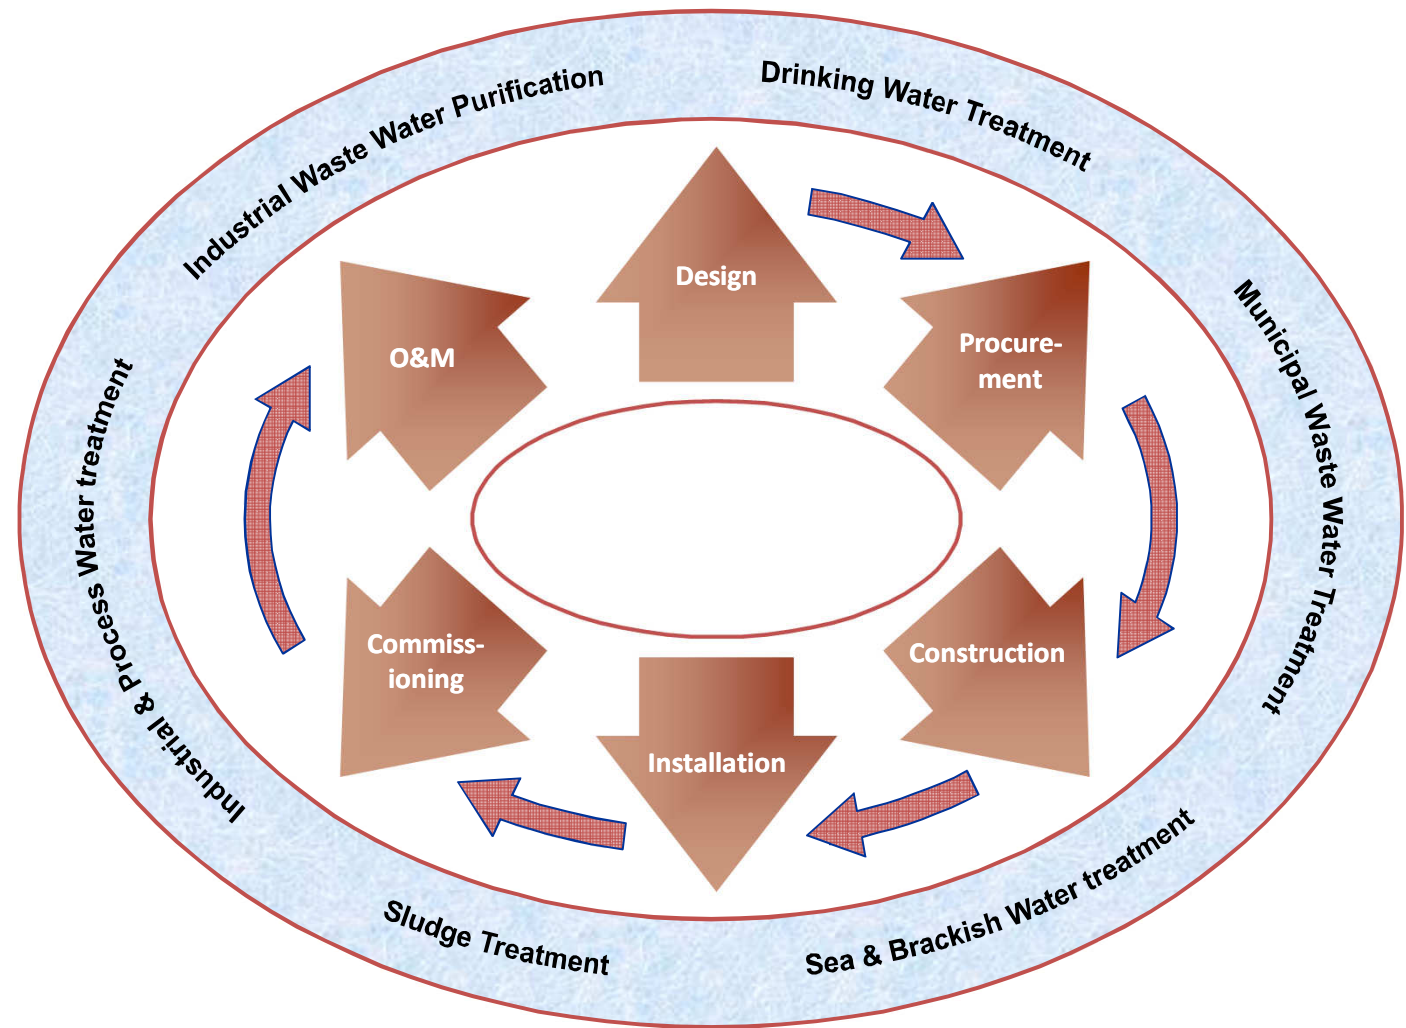 Industrial Waste Water Purification
Drinking Water Treatment
Municipal Waste Water Treatment
Sea & Brackish Water treatment
Sludge Treatment
Industrial & Process Water treatment
Design
Procure-
ment
Construction
Installation
Commiss-
ioning
O&M